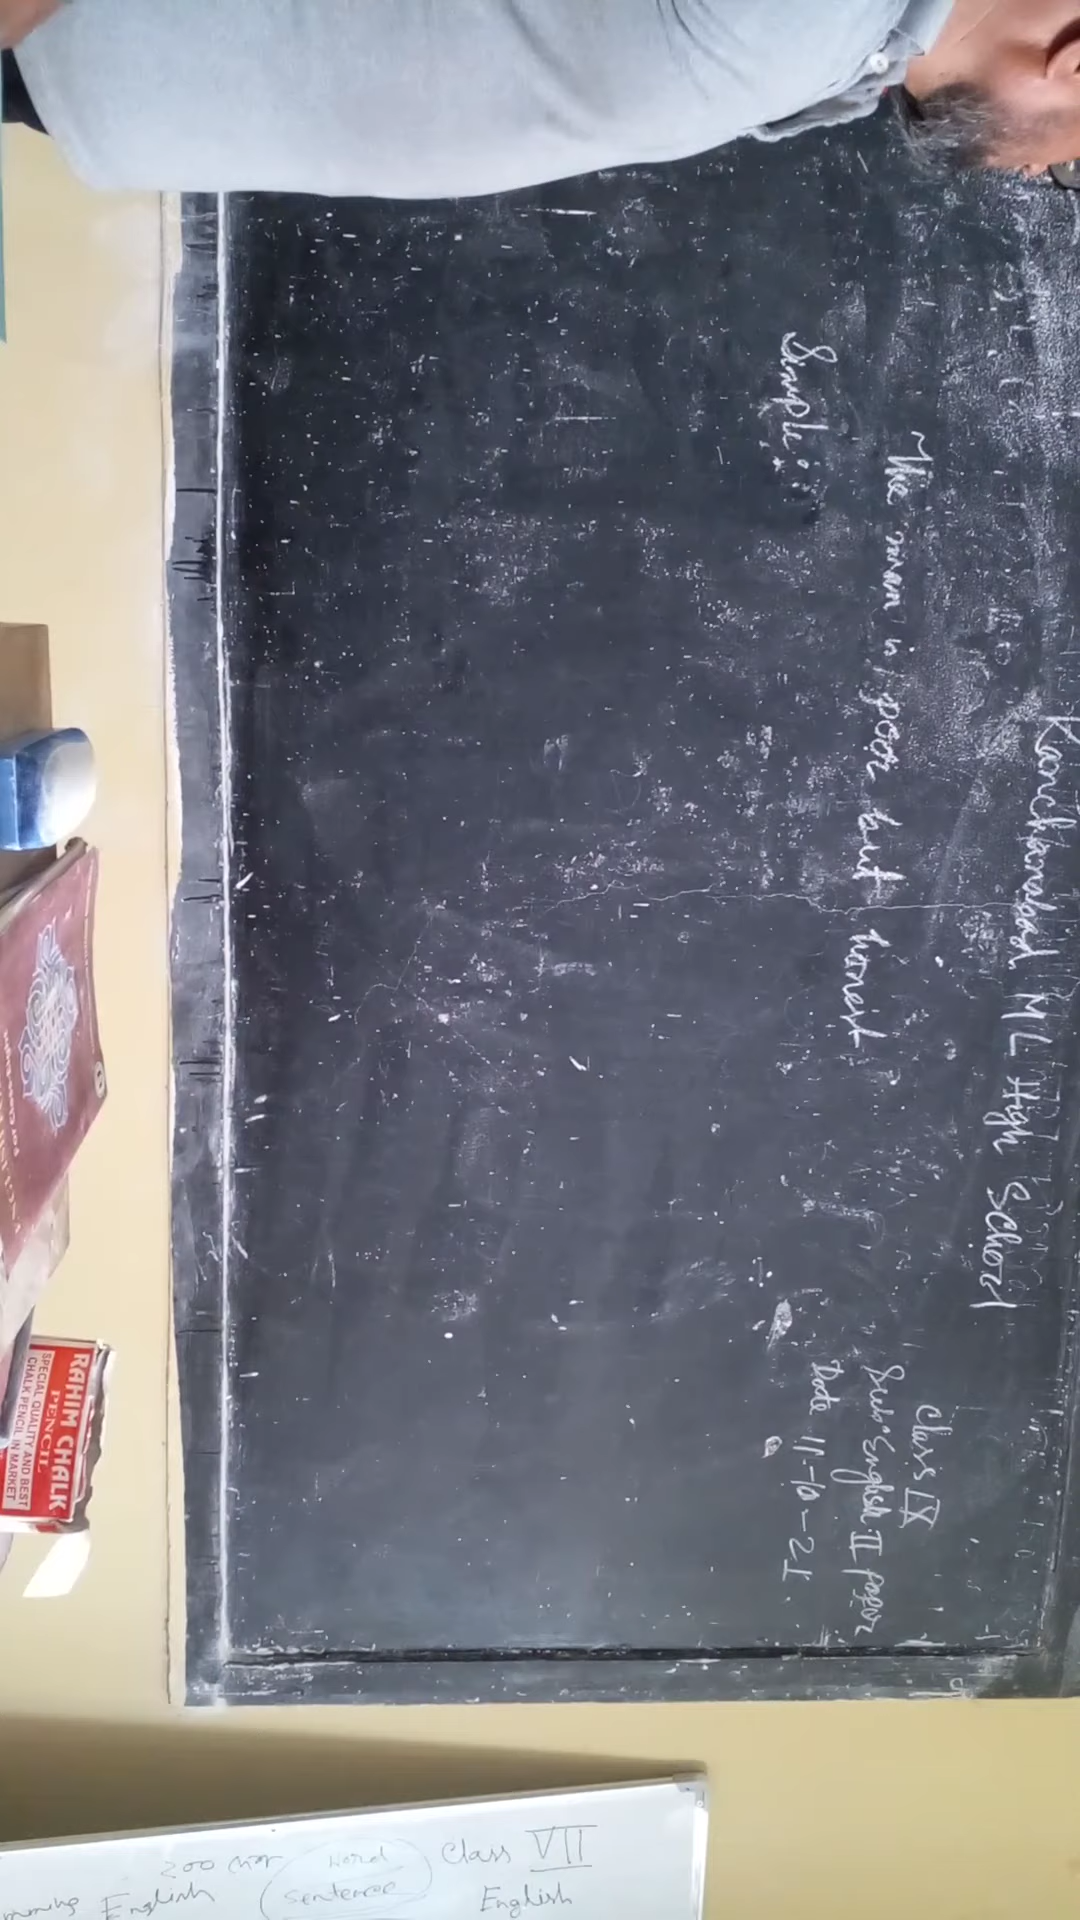 Kanchanabad ML High School
Class IX
Sub: English II paper
Date 11-10-21
The man is poor but honest.
Simple:
RAHIM CHALK
PENCIL
SPECIAL QUALITY AND BEST
CHALK PENCIL IN MARKET
Class VII
English
word
sentence
200
English